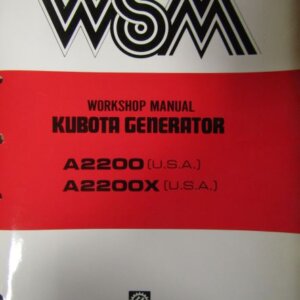 WSM
WORKSHOP MANUAL
KUBOTA GENERATOR
A2200 (U.S.A.)
A2200X (U.S.A.)